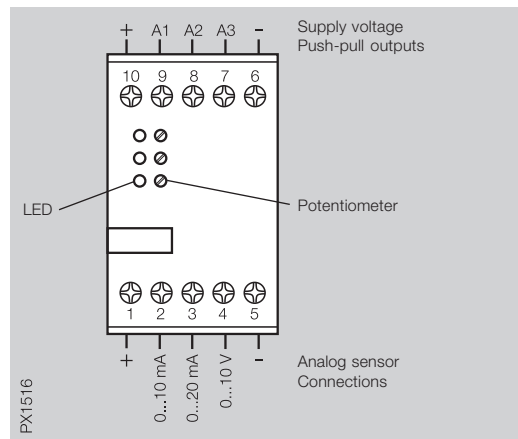 + A1 A2 A3 -
Supply voltage
Push-pull outputs
10 9 8 7 6
LED
Potentiometer
1 2 3 4 5
+ 0...10 mA 0...20 mA 0...10 V -
Analog sensor
Connections
PX1516